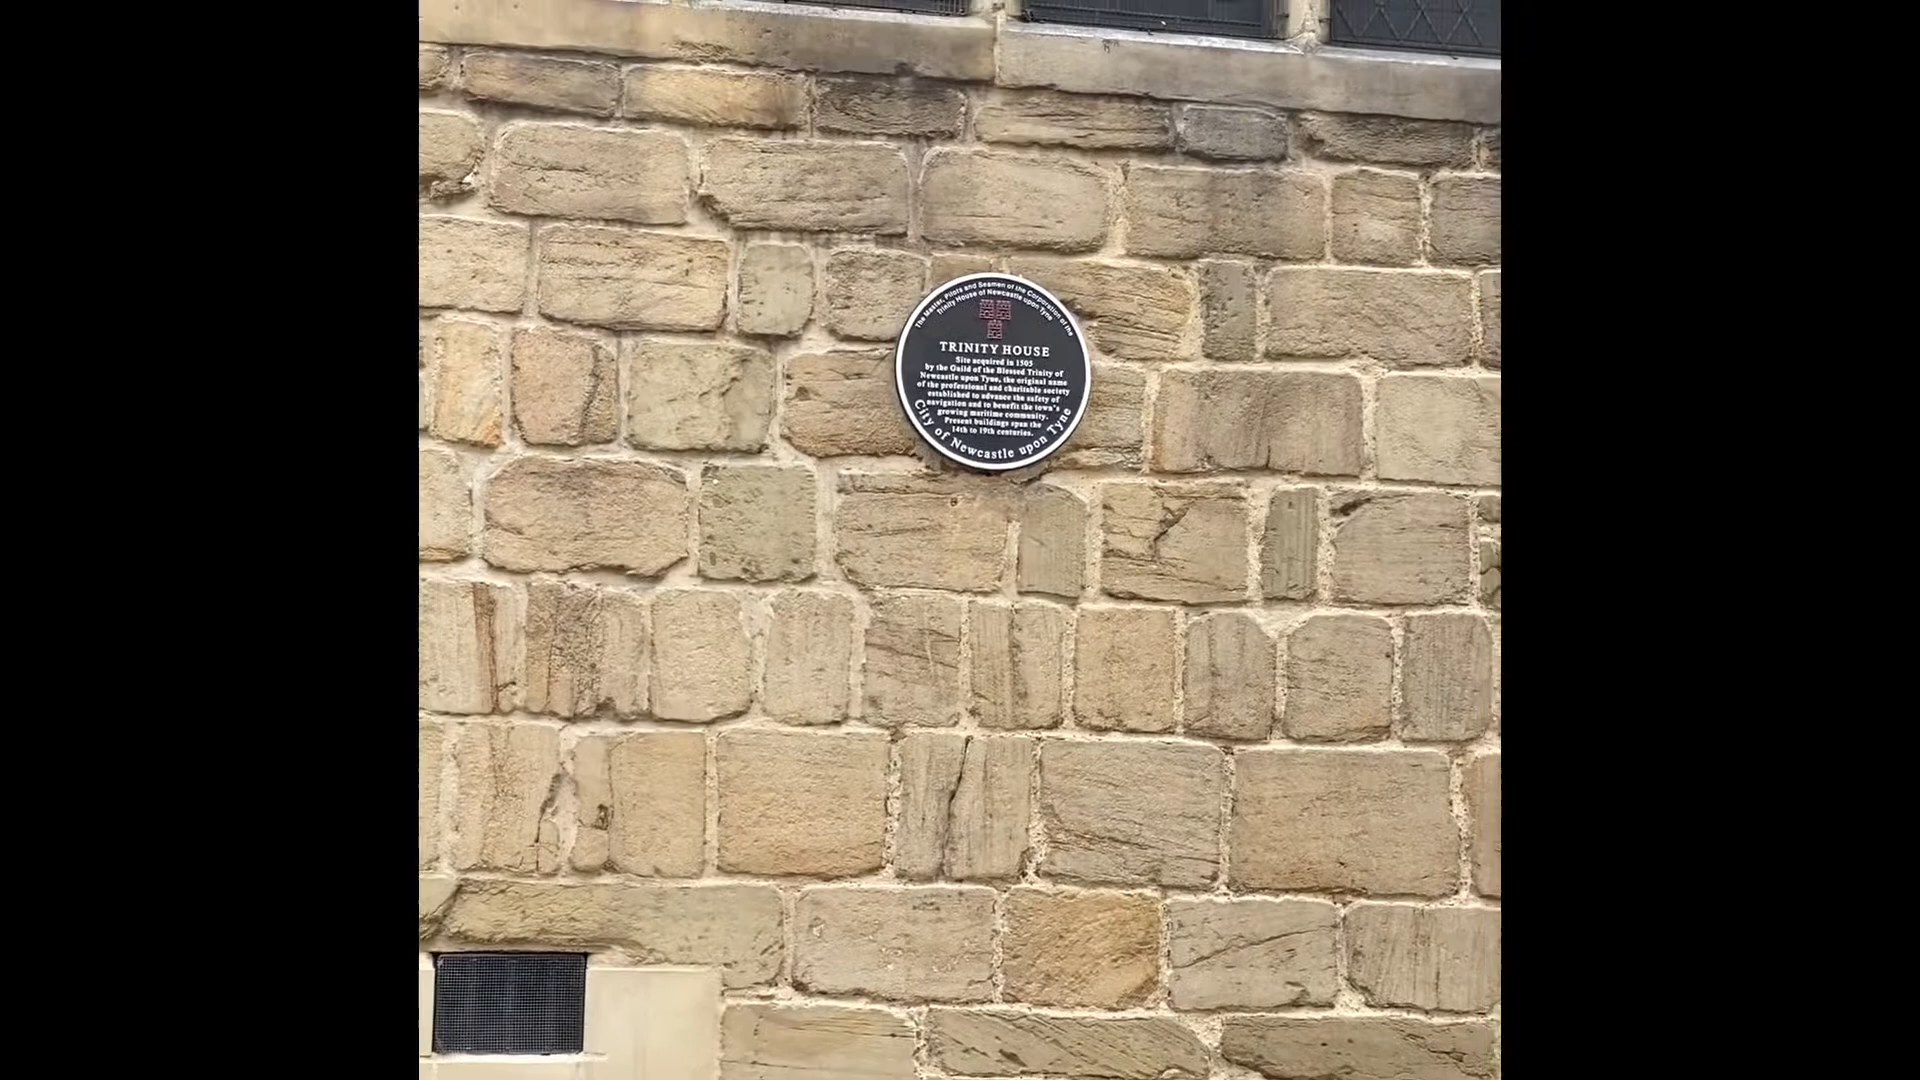 The Master, Pilots and Seamen of the Corporation of the
Trinity House of Newcastle upon Tyne
TRINITY HOUSE
Site acquired in 1505
by the Guild of the Blessed Trinity of
Newcastle upon Tyne, the original name
of the professional and charitable society
established to advance the safety of
navigation and to benefit the town's
growing maritime community.
Present buildings span the
14th to 19th centuries.
City of Newcastle upon Tyne